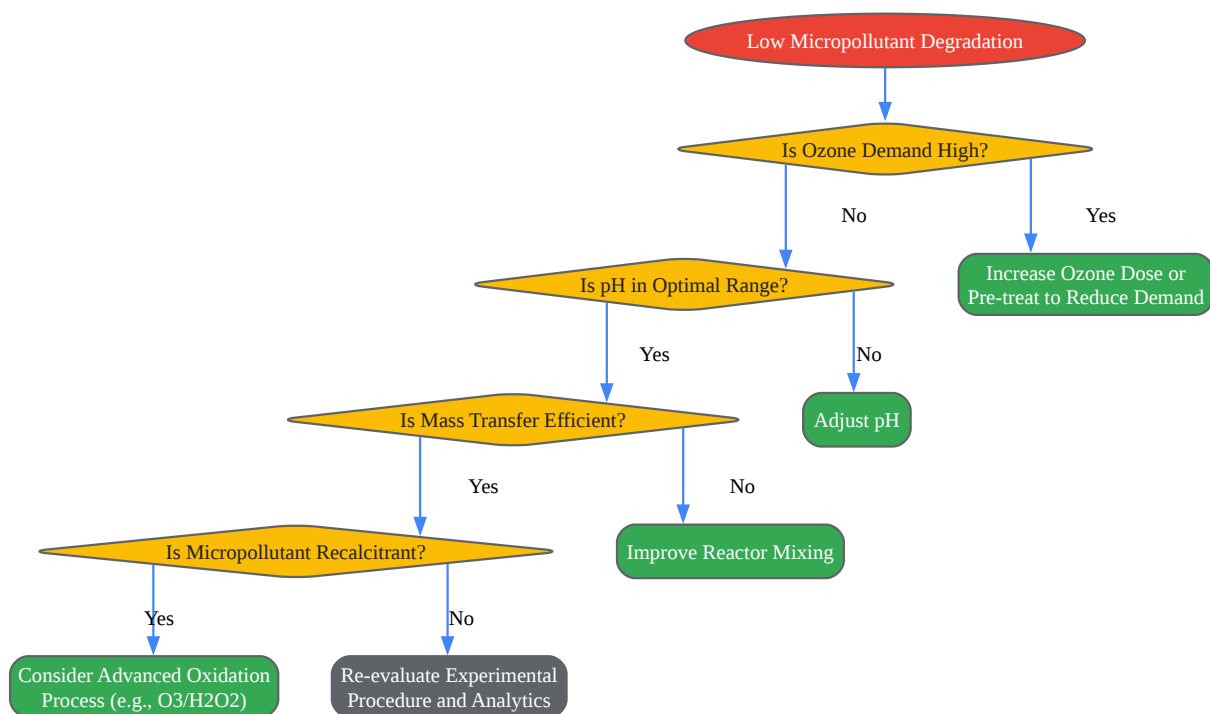 Low Micropollutant Degradation
Is Ozone Demand High?
No
Yes
Increase Ozone Dose or
Pre-treat to Reduce Demand
Is pH in Optimal Range?
Yes
No
Adjust pH
Is Mass Transfer Efficient?
Yes
No
Improve Reactor Mixing
Is Micropollutant Recalcitrant?
Yes
No
Consider Advanced Oxidation
Process (e.g., O3/H2O2)
Re-evaluate Experimental
Procedure and Analytics